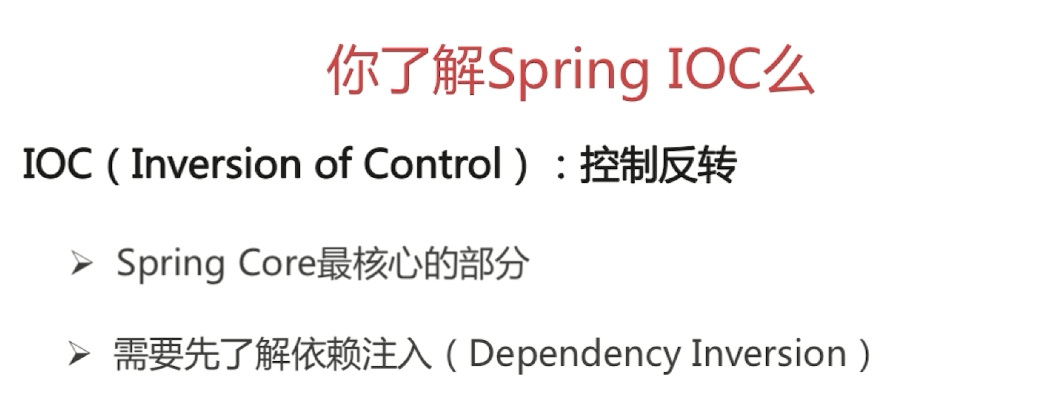 你了解Spring IOC么
IOC（Inversion of Control）：控制反转
➢ Spring Core最核心的部分
➢ 需要先了解依赖注入（Dependency Inversion）